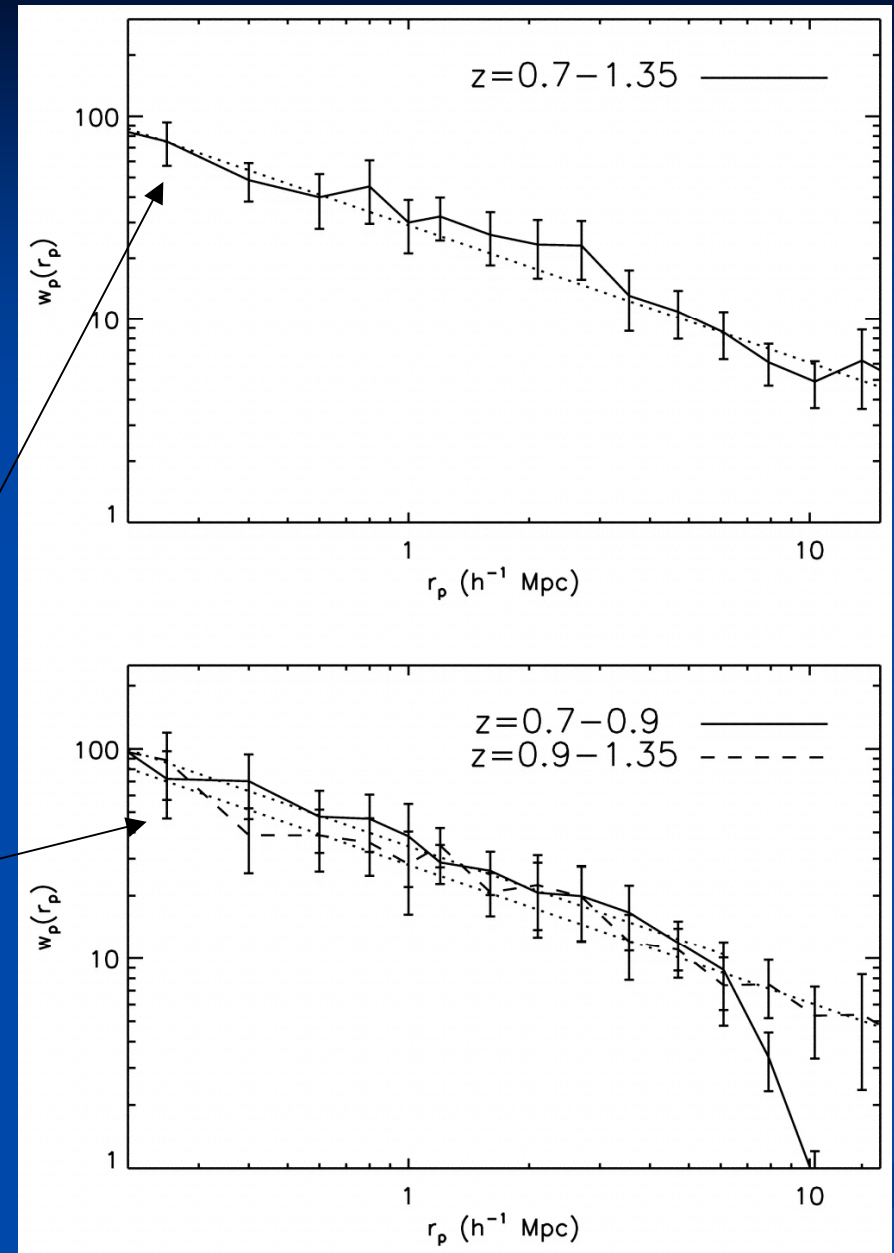 z=0.7-1.35
100
10
1
1
10
w_p(r_p)
r_p (h^-1 Mpc)
z=0.7-0.9
z=0.9-1.35
100
10
1
1
10
w_p(r_p)
r_p (h^-1 Mpc)